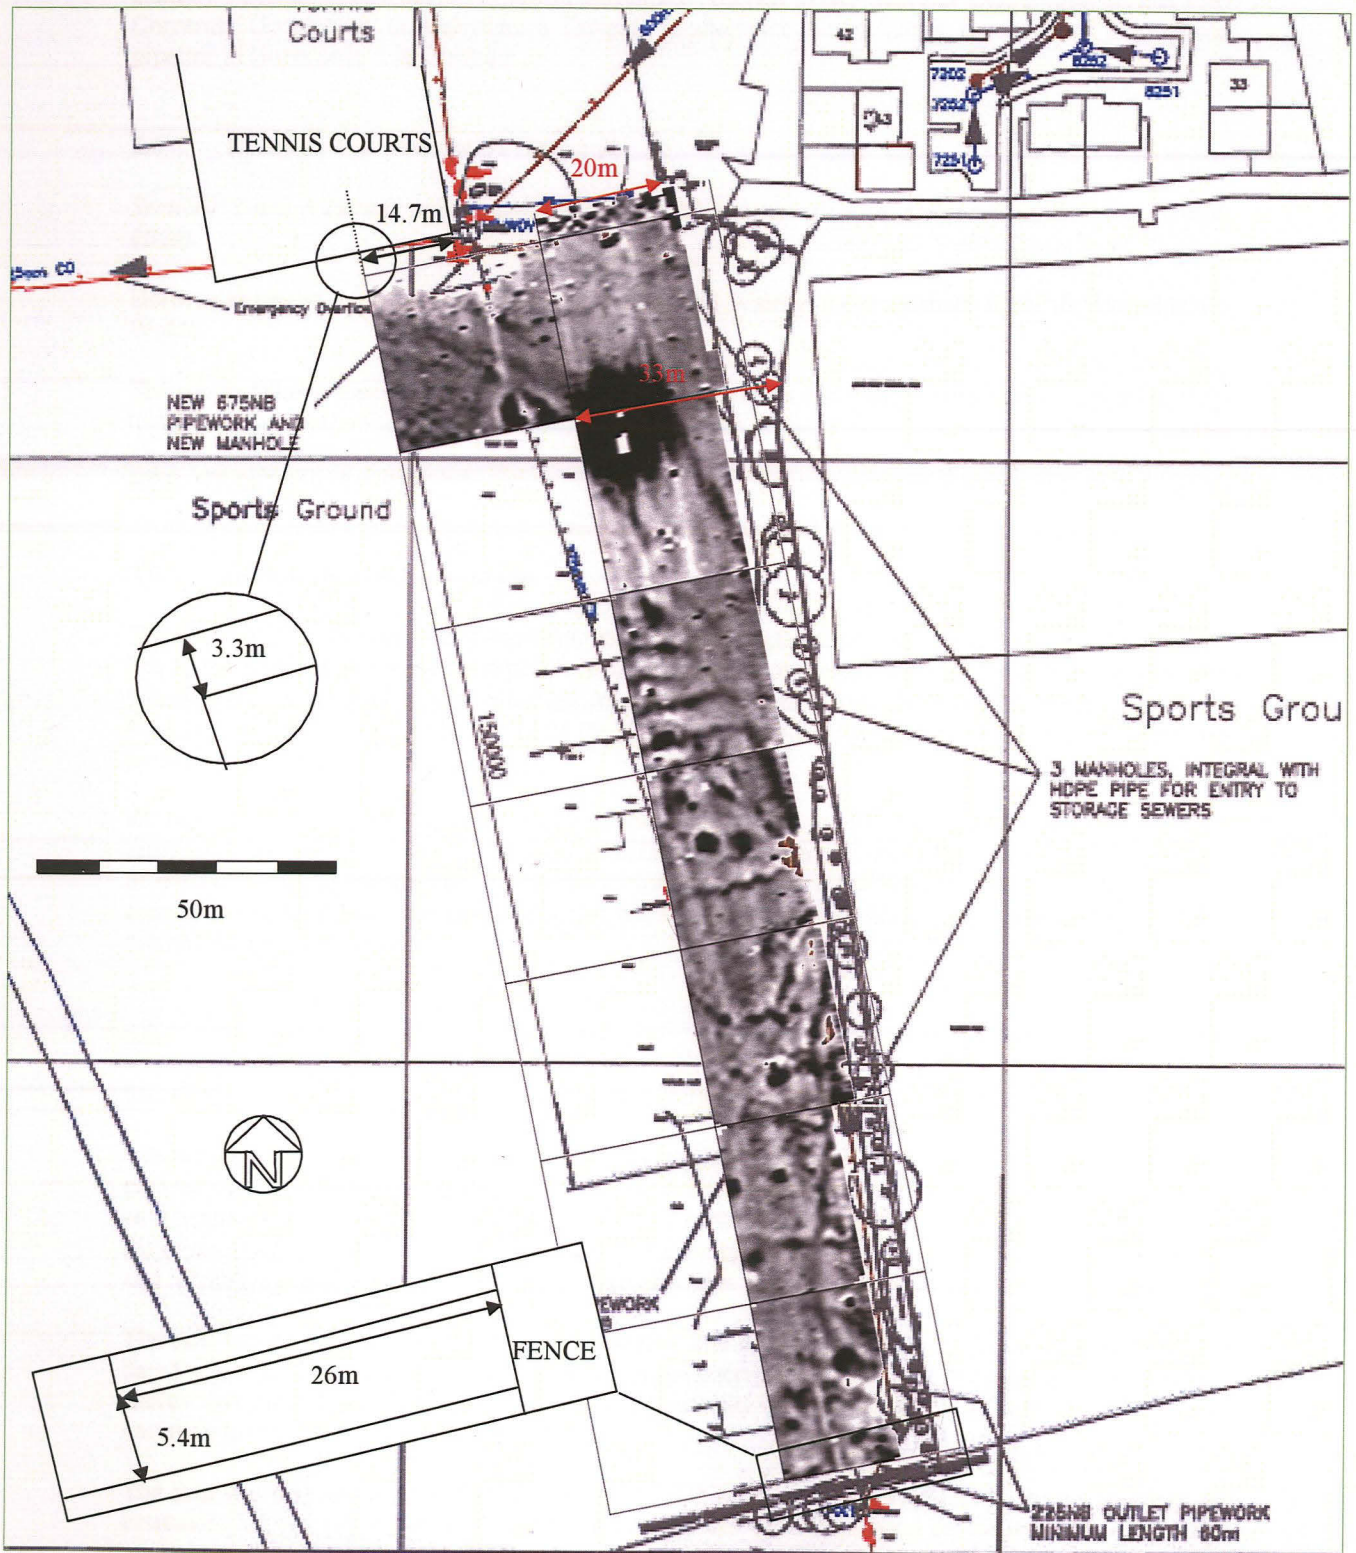 Courts
TENNIS COURTS
42
33
7202
7252
8252
8251
7251
20m
14.7m
Emergency Overflow
33m
NEW 675NB
PIPEWORK AND
NEW MANHOLE
Sports Ground
3.3m
150000
Sports Grou
3 MANHOLES, INTEGRAL WITH
HDPE PIPE FOR ENTRY TO
STORAGE SEWERS
50m
N
EWORK
FENCE
26m
5.4m
225NB OUTLET PIPEWORK
MINIMUM LENGTH 60m